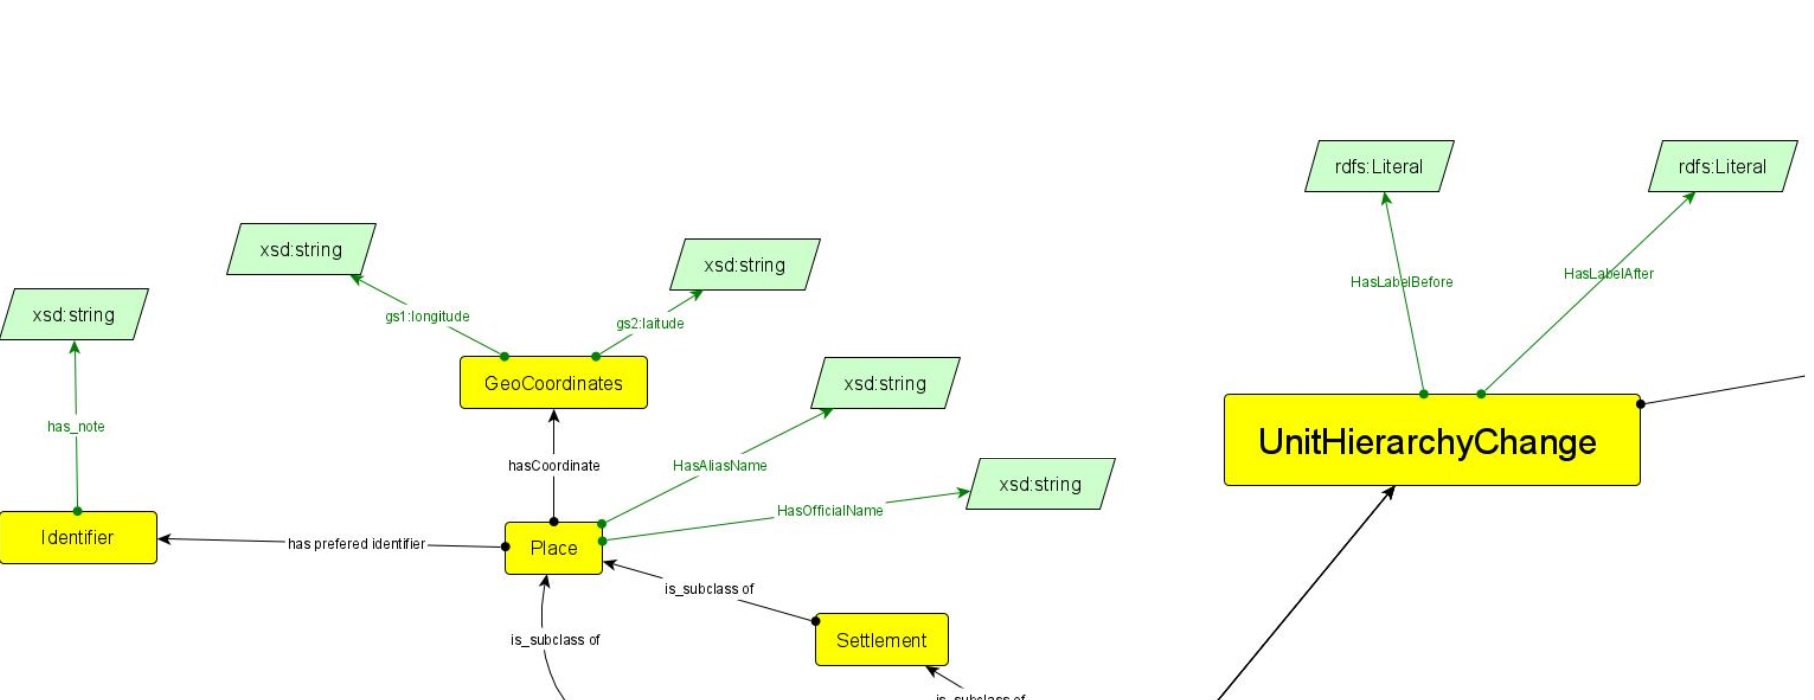 rdfs:Literal
rdfs:Literal
xsd:string
xsd:string
xsd:string
HasLabelBefore
HasLabelAfter
gs1:longitude
gs2:laitude
GeoCoordinates
xsd:string
has_note
UnitHierarchyChange
hasCoordinate
HasAliasName
xsd:string
HasOfficialName
Identifier
has prefered identifier
Place
is_subclass of
is_subclass of
Settlement
is_subclass of